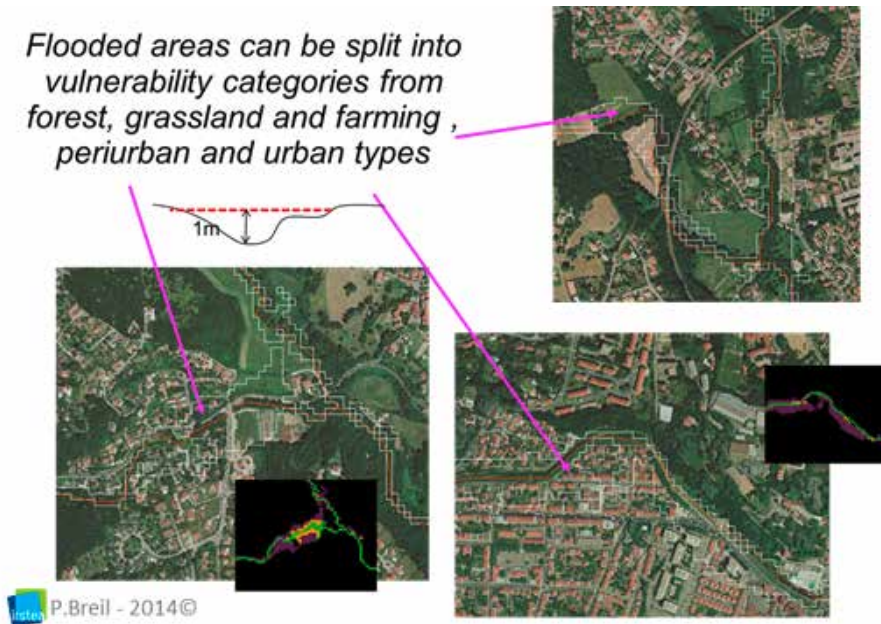 Flooded areas can be split into
vulnerability categories from
forest, grassland and farming ,
periurban and urban types
1m
irstea P.Breil - 2014©